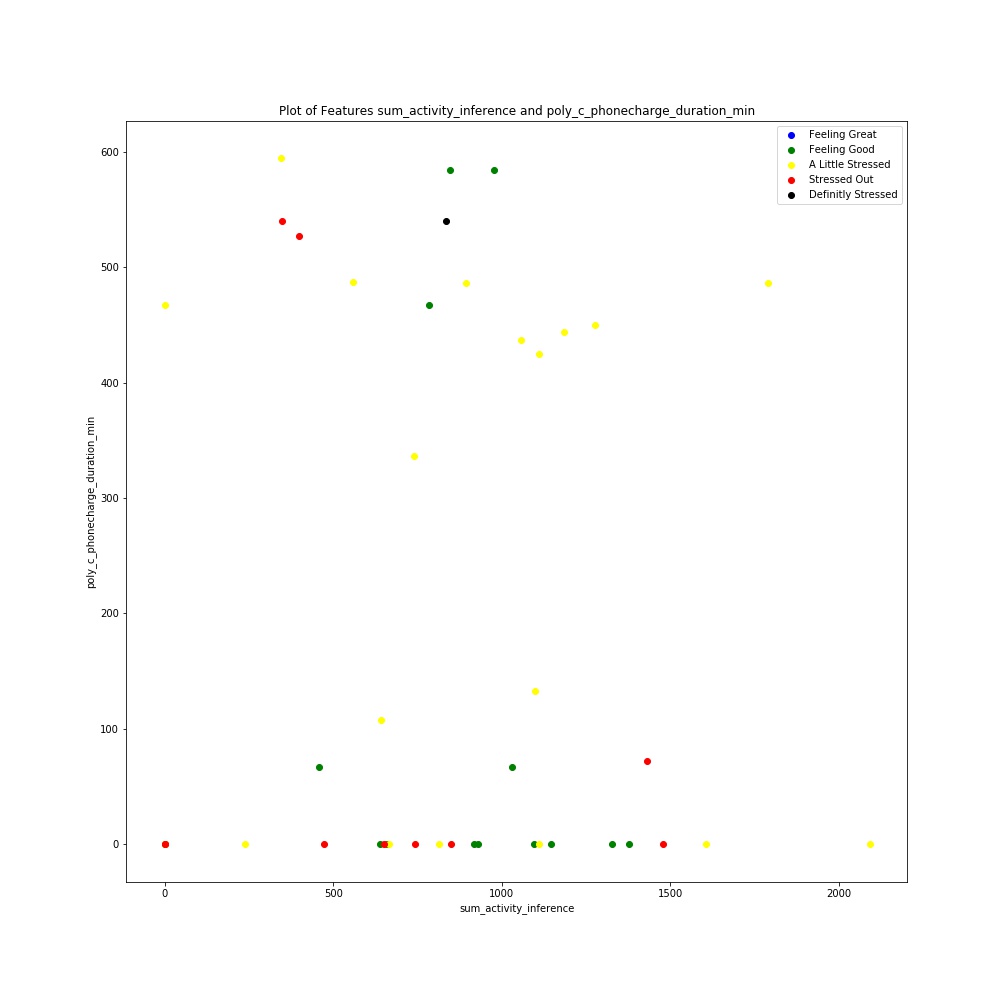 Plot of Features sum_activity_inference and poly_c_phonecharge_duration_min
Feeling Great
Feeling Good
A Little Stressed
Stressed Out
Definitly Stressed
600
500
400
300
200
100
0
poly_c_phonecharge_duration_min
0
500
1000
1500
2000
sum_activity_inference